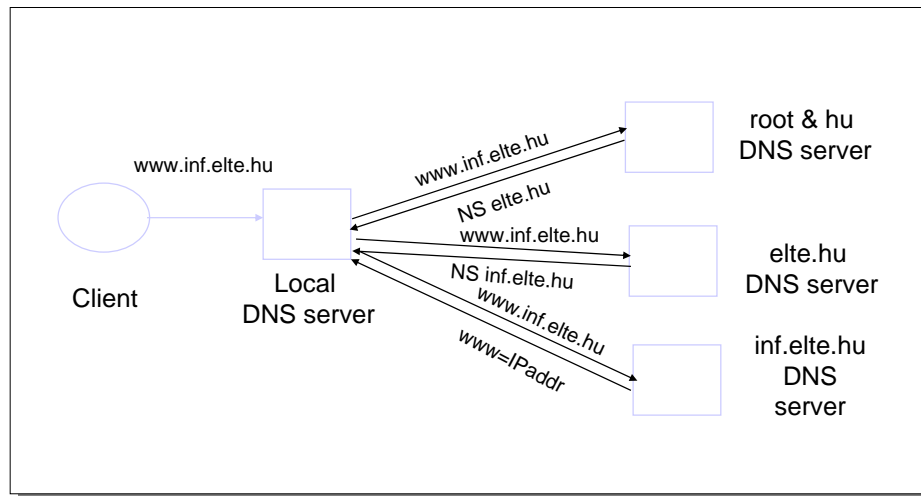 www.inf.elte.hu
Client
Local
DNS server
www.inf.elte.hu
NS elte.hu
www.inf.elte.hu
NS inf.elte.hu
www.inf.elte.hu
www=IPaddr
root & hu
DNS server
elte.hu
DNS server
inf.elte.hu
DNS
server